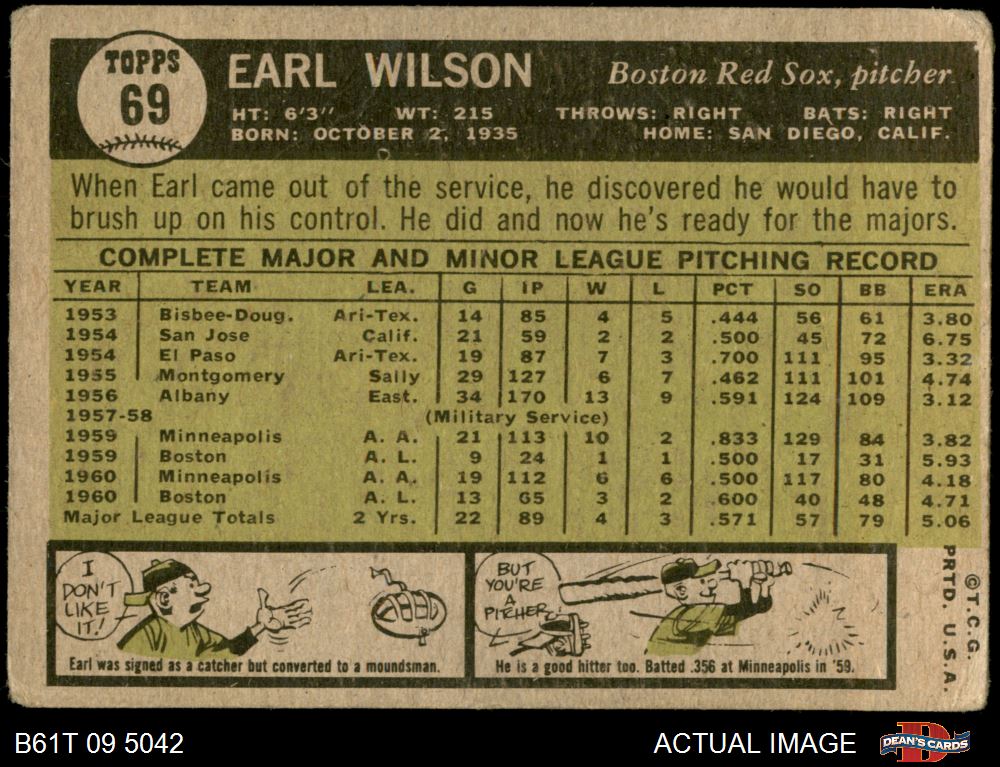 TOPPS
69
EARL WILSON
Boston Red Sox, pitcher
HT: 6'3'' WT: 215 THROWS: RIGHT BATS: RIGHT
BORN: OCTOBER 2, 1935 HOME: SAN DIEGO, CALIF.
When Earl came out of the service, he discovered he would have to
brush up on his control. He did and now he's ready for the majors.
COMPLETE MAJOR AND MINOR LEAGUE PITCHING RECORD
YEAR TEAM LEA. G IP W L PCT SO BB ERA
1953 Bisbee-Doug. Ari-Tex. 14 85 4 5 .444 56 61 3.80
1954 San Jose Calif. 21 59 2 2 .500 45 72 6.75
1954 El Paso Ari-Tex. 19 87 7 3 .700 111 95 3.32
1955 Montgomery Sally 29 127 6 7 .462 111 101 4.74
1956 Albany East. 34 170 13 9 .591 124 109 3.12
1957-58 (Military Service)
1959 Minneapolis A. A. 21 113 10 2 .833 129 84 3.82
1959 Boston A. L. 9 24 1 1 .500 17 31 5.93
1960 Minneapolis A. A. 19 112 6 6 .500 117 80 4.18
1960 Boston A. L. 13 65 3 2 .600 40 48 4.71
Major League Totals 2 Yrs. 22 89 4 3 .571 57 79 5.06
I
DON'T
LIKE
IT!
Earl was signed as a catcher but converted to a moundsman.
BUT
YOU'RE
A
PITCHER
He is a good hitter too. Batted .356 at Minneapolis in '59.
©T.C.G.
PRTD. U.S.A.
B61T 09 5042
ACTUAL IMAGE
DEAN'S CARDS